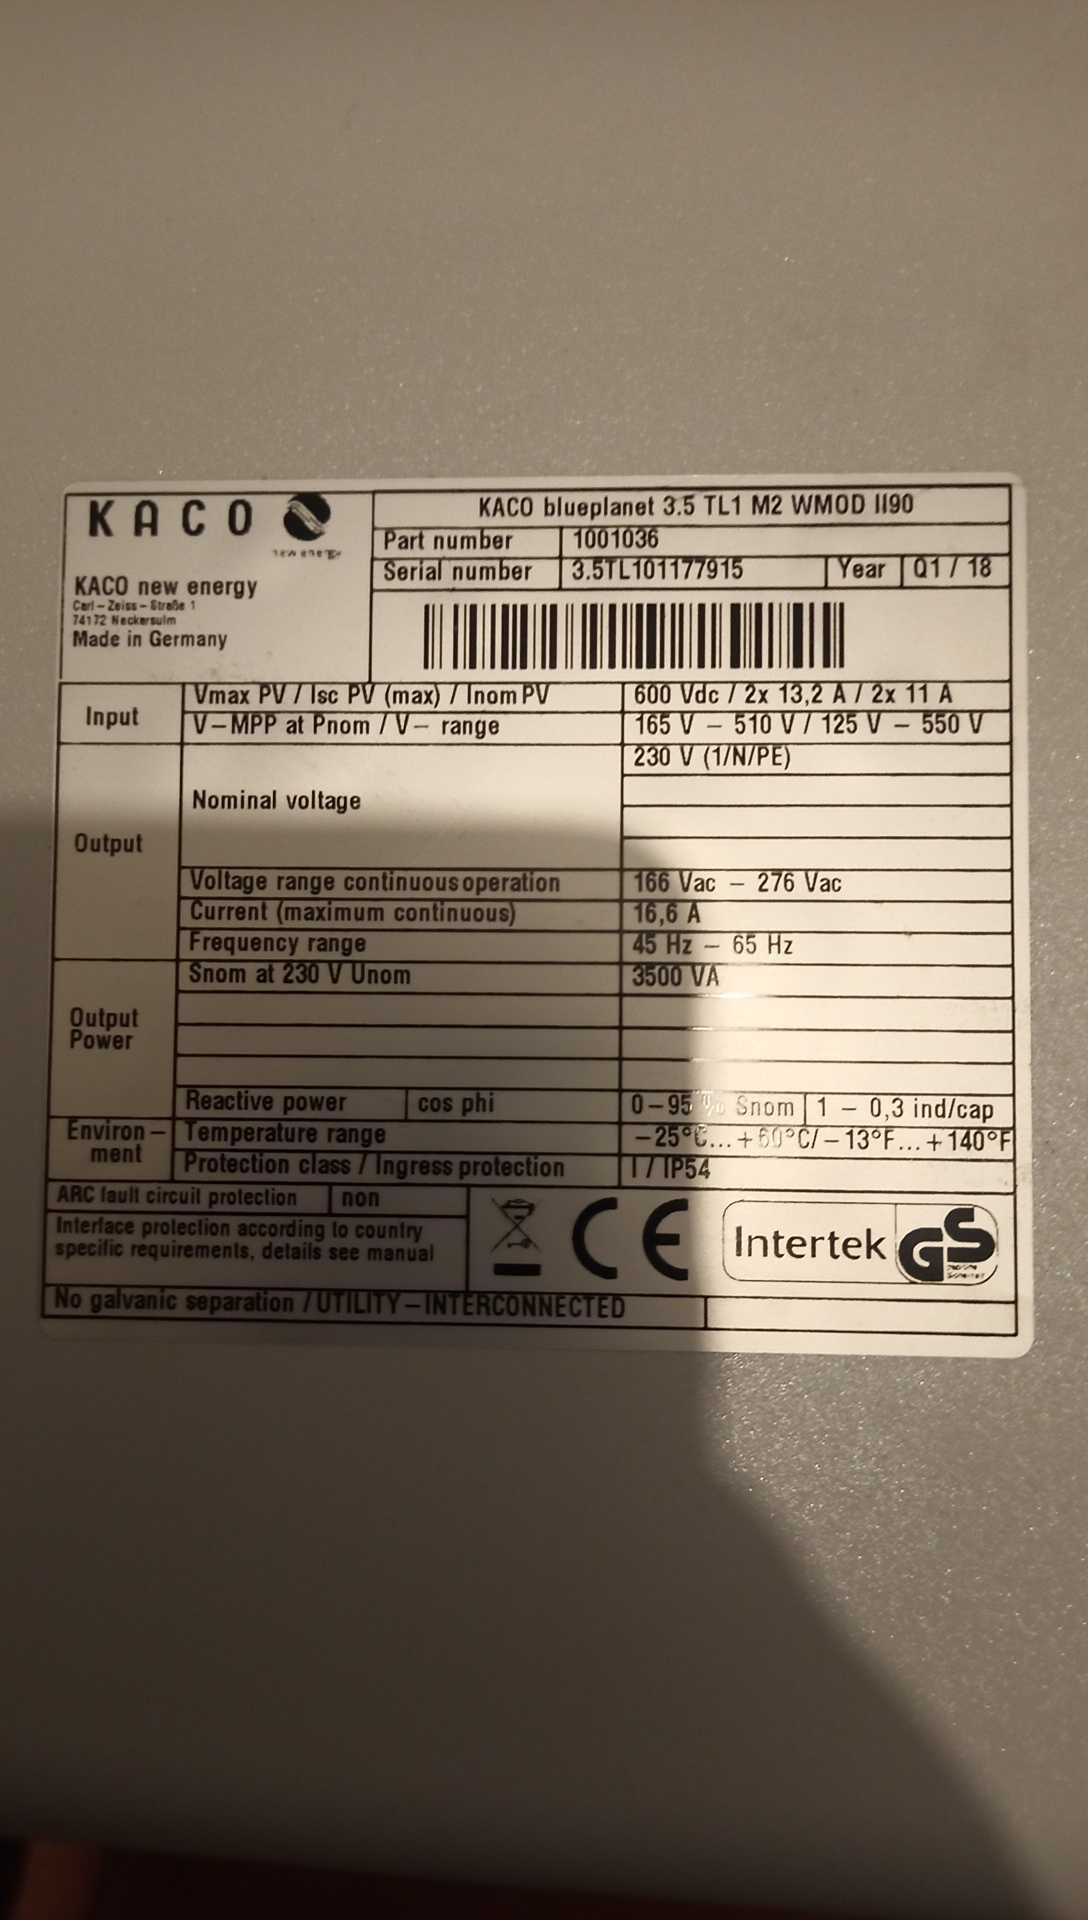 KACO
new energy
KACO new energy
Carl-Zeiss-Straße 1
74172 Neckarsulm
Made in Germany
KACO blueplanet 3.5 TL1 M2 WMOD II90
Part number 1001036
Serial number 3.5TL101177915 Year Q1 / 18
Input
Vmax PV / Isc PV (max) / Inom PV 600 Vdc / 2x 13,2 A / 2x 11 A
V-MPP at Pnom / V- range 165 V - 510 V / 125 V - 550 V
Output
Nominal voltage 230 V (1/N/PE)
Voltage range continuous operation 166 Vac - 276 Vac
Current (maximum continuous) 16,6 A
Frequency range 45 Hz - 65 Hz
Output
Power
Snom at 230 V Unom 3500 VA
Reactive power cos phi 0-95 % Snom 1 - 0,3 ind/cap
Environ-
ment
Temperature range -25°C...+60°C/-13°F...+140°F
Protection class / Ingress protection I / IP54
ARC fault circuit protection non
Interface protection according to country
specific requirements, details see manual
CE
Intertek
GS
No galvanic separation / UTILITY-INTERCONNECTED